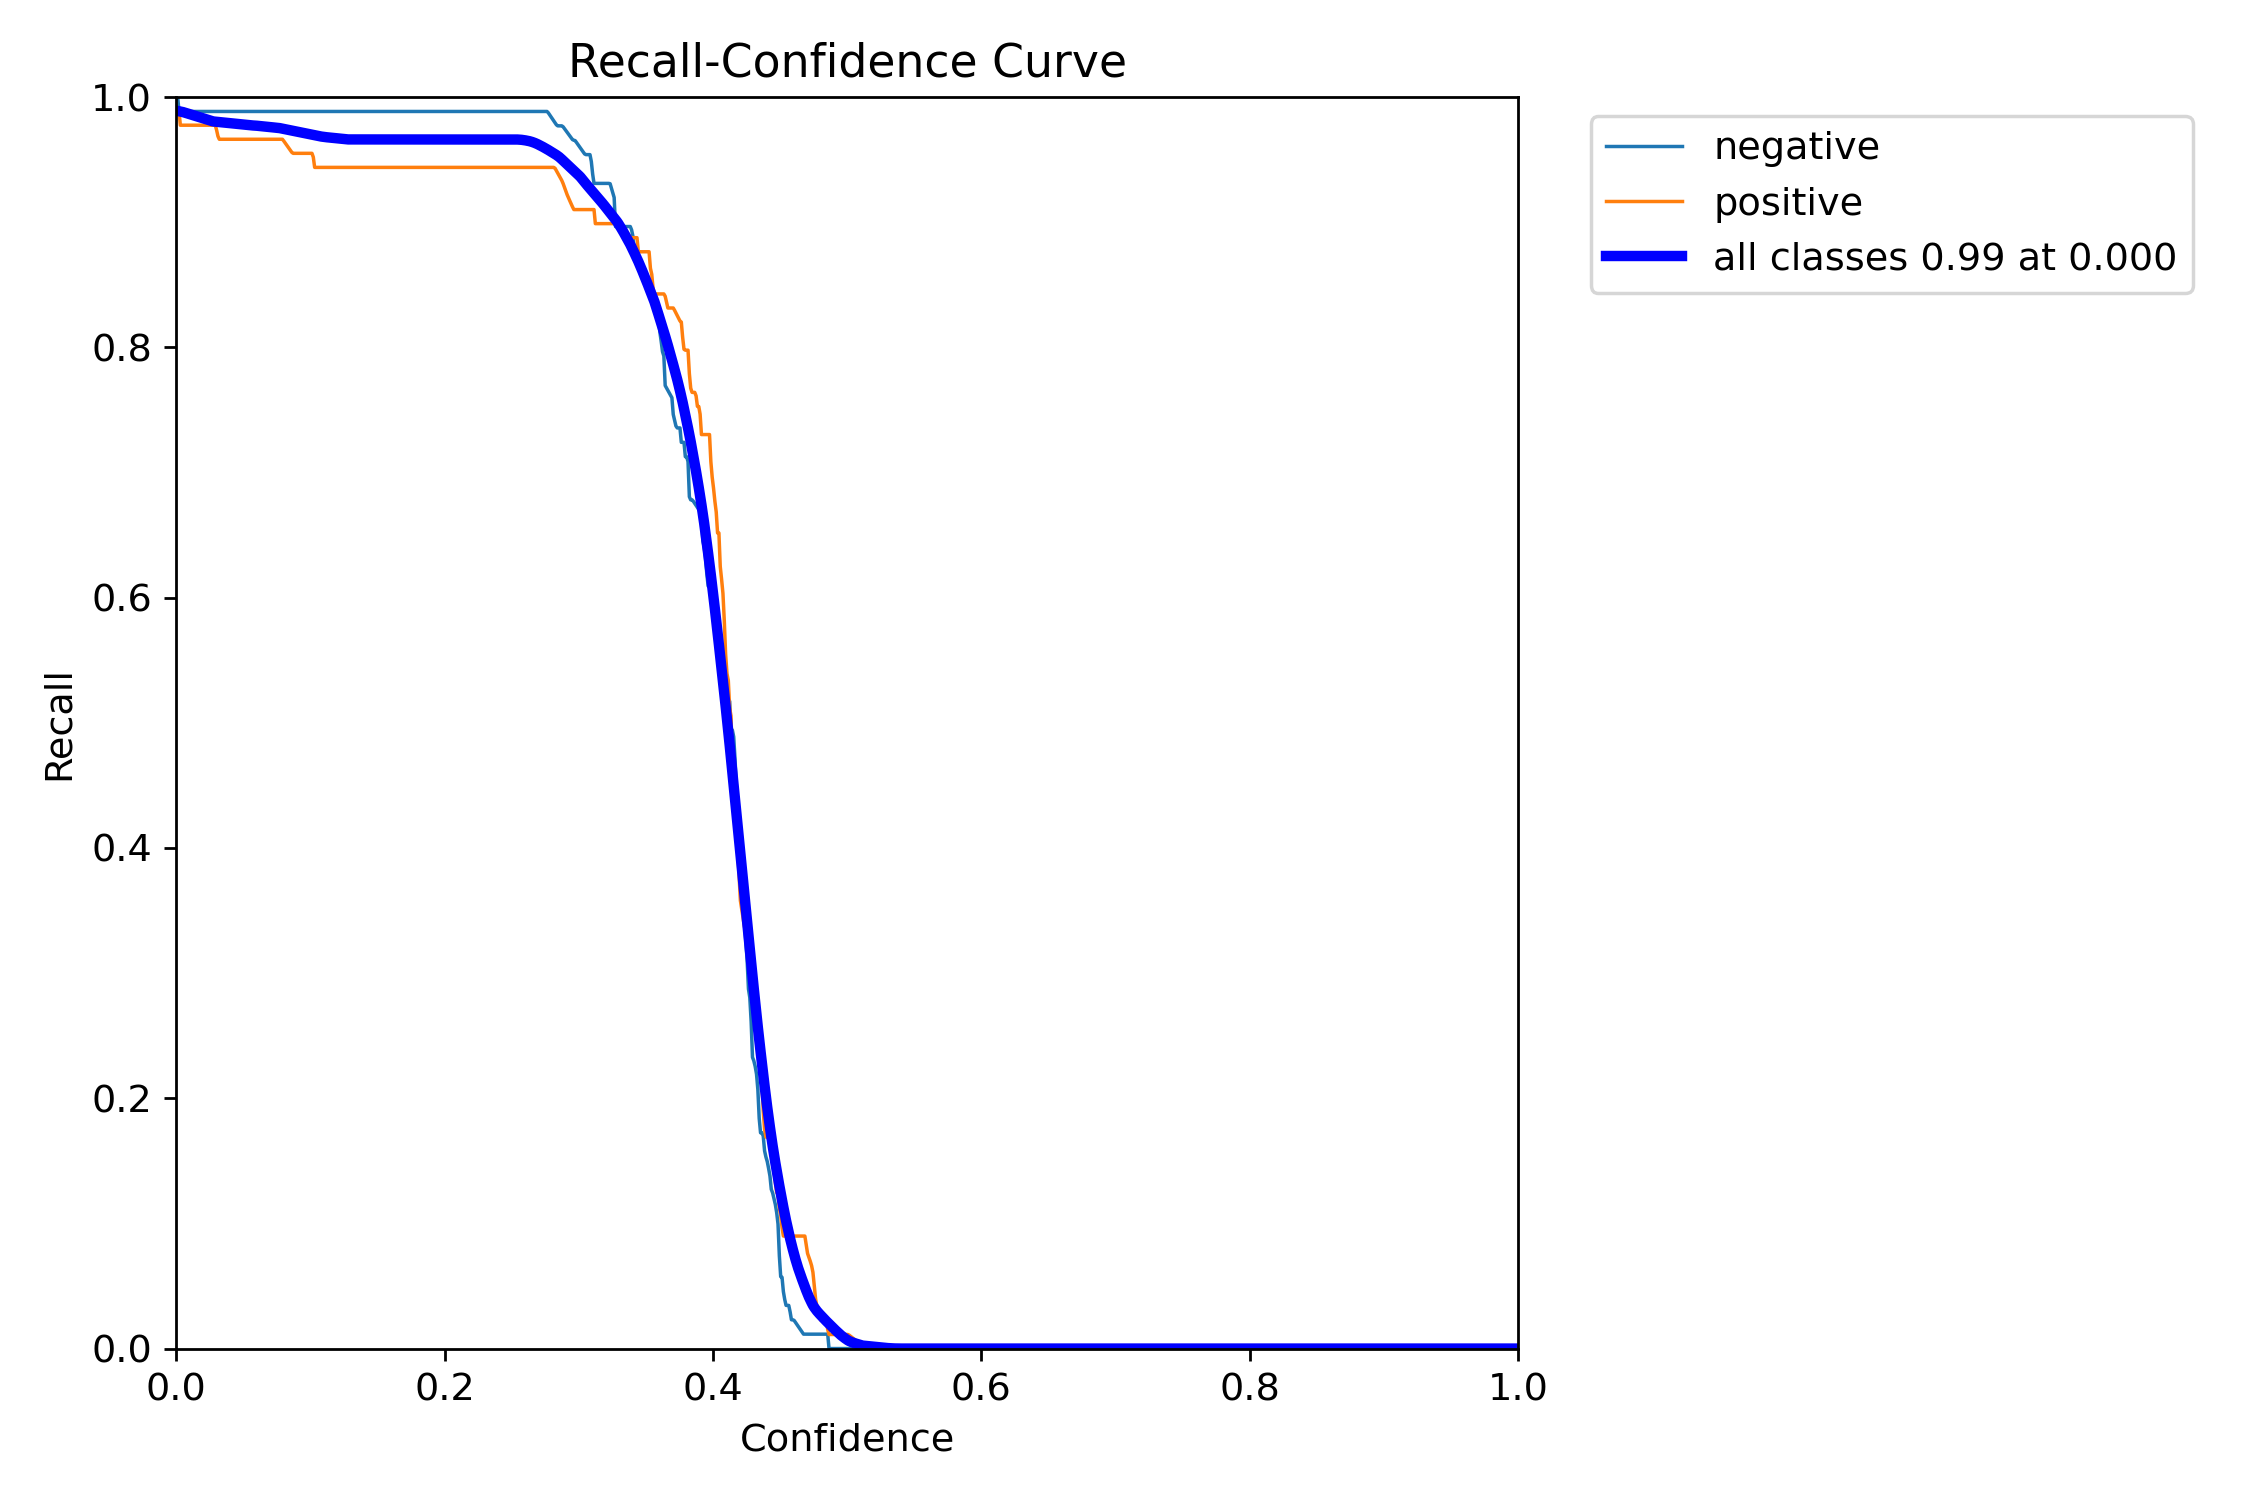 Recall-Confidence Curve
1.0
0.8
0.6
0.4
0.2
0.0
Recall
0.0 0.2 0.4 0.6 0.8 1.0
Confidence
negative
positive
all classes 0.99 at 0.000